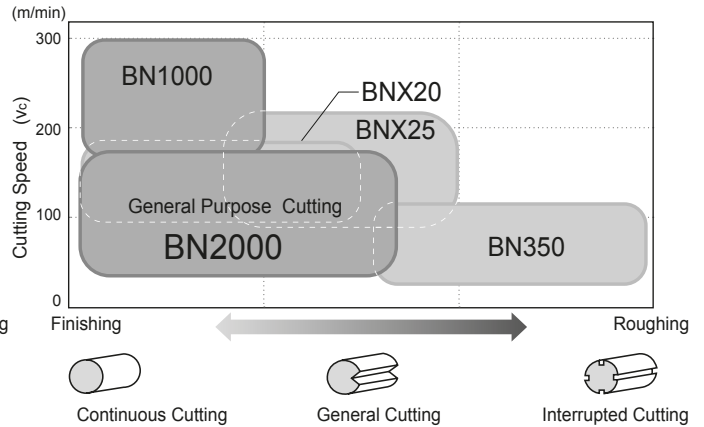 (m/min)
Cutting Speed (vc)
300
200
100
0
BN1000
BNX20
BNX25
General Purpose Cutting
BN2000
BN350
g
Finishing
Roughing
Continuous Cutting
General Cutting
Interrupted Cutting